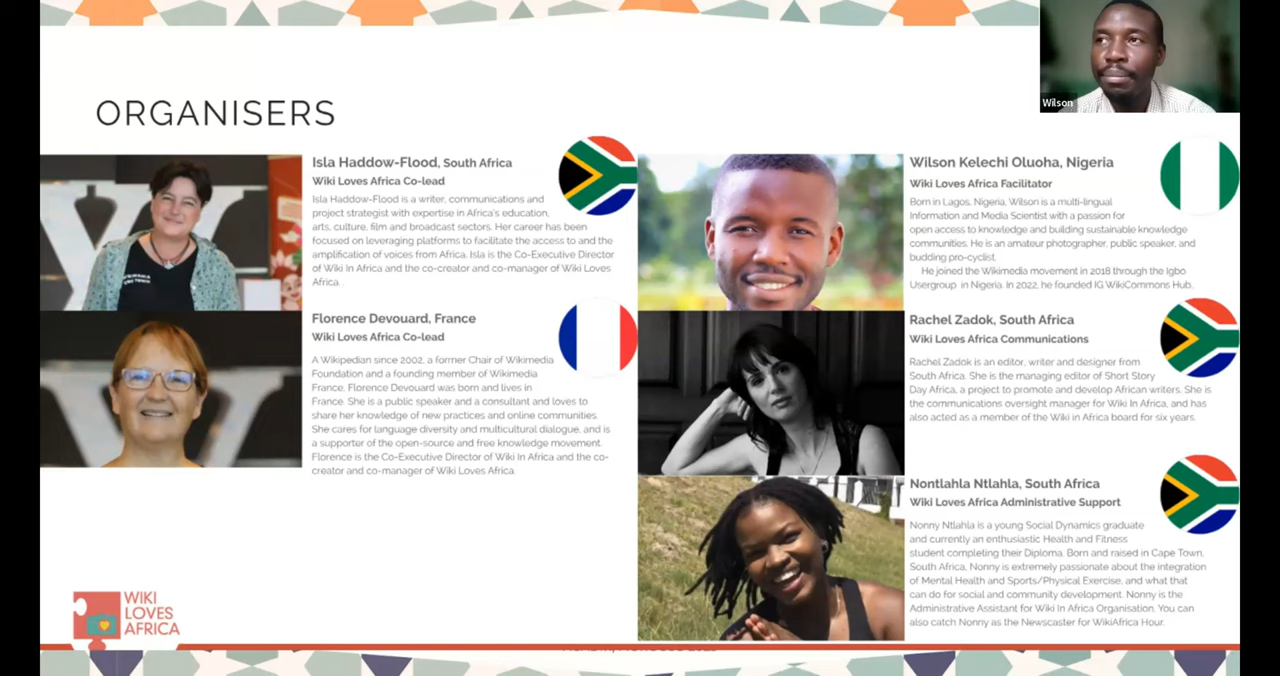 Wilson
ORGANISERS
Isla Haddow-Flood, South Africa
Wiki Loves Africa Co-lead
Isla Haddow-Flood is a writer, communications and
project strategist with expertise in Africa's education,
arts, culture, film and broadcast sectors. Her career has been
focused on leveraging platforms to facilitate the access to and the
amplification of voices from Africa. Isla is the Co-Executive Director
of Wiki In Africa and the co-creator and co-manager of Wiki Loves
Africa. .
Florence Devouard, France
Wiki Loves Africa Co-lead
A Wikipedian since 2002, a former Chair of Wikimedia
Foundation and a founding member of Wikimedia
France, Florence Devouard was born and lives in
France. She is a public speaker and a consultant and loves to
share her knowledge of new practices and online communities.
She cares for language diversity and multicultural dialogue, and is
a supporter of the open-source and free knowledge movement.
Florence is the Co-Executive Director of Wiki In Africa and the co-
creator and co-manager of Wiki Loves Africa.
Wilson Kelechi Oluoha, Nigeria
Wiki Loves Africa Facilitator
Born in Lagos, Nigeria, Wilson is a multi-lingual
Information and Media Scientist with a passion for
open access to knowledge and building sustainable knowledge
communities. He is an amateur photographer, public speaker, and
budding pro-cyclist.
He joined the Wikimedia movement in 2018 through the Igbo
Usergroup in Nigeria. In 2022, he founded IG WikiCommons Hub.
Rachel Zadok, South Africa
Wiki Loves Africa Communications
Rachel Zadok is an editor, writer and designer from
South Africa. She is the managing editor of Short Story
Day Africa, a project to promote and develop African writers. She is
the communications oversight manager for Wiki In Africa, and has
also acted as a member of the Wiki in Africa board for six years.
Nontlahla Ntlahla, South Africa
Wiki Loves Africa Administrative Support
Nonny Ntlahla is a young Social Dynamics graduate
and currently an enthusiastic Health and Fitness
student completing their Diploma. Born and raised in Cape Town,
South Africa, Nonny is extremely passionate about the integration
of Mental Health and Sports/Physical Exercise, and what that
can do for social and community development. Nonny is the
Administrative Assistant for Wiki In Africa Organisation. You can
also catch Nonny as the Newscaster for WikiAfrica Hour.
WIKI
LOVES
AFRICA